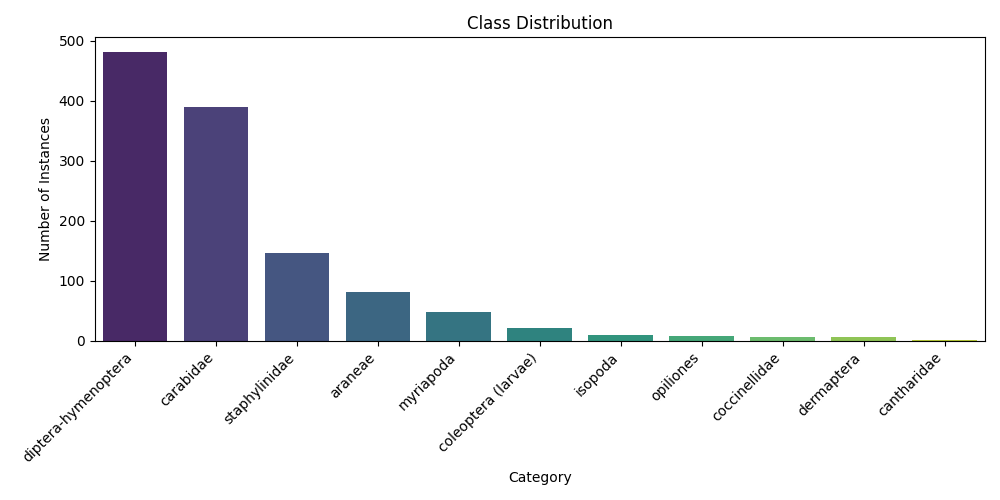 Class Distribution
Number of Instances
500
400
300
200
100
0
diptera-hymenoptera
carabidae
staphylinidae
araneae
myriapoda
coleoptera (larvae)
isopoda
opiliones
coccinellidae
dermaptera
cantharidae
Category